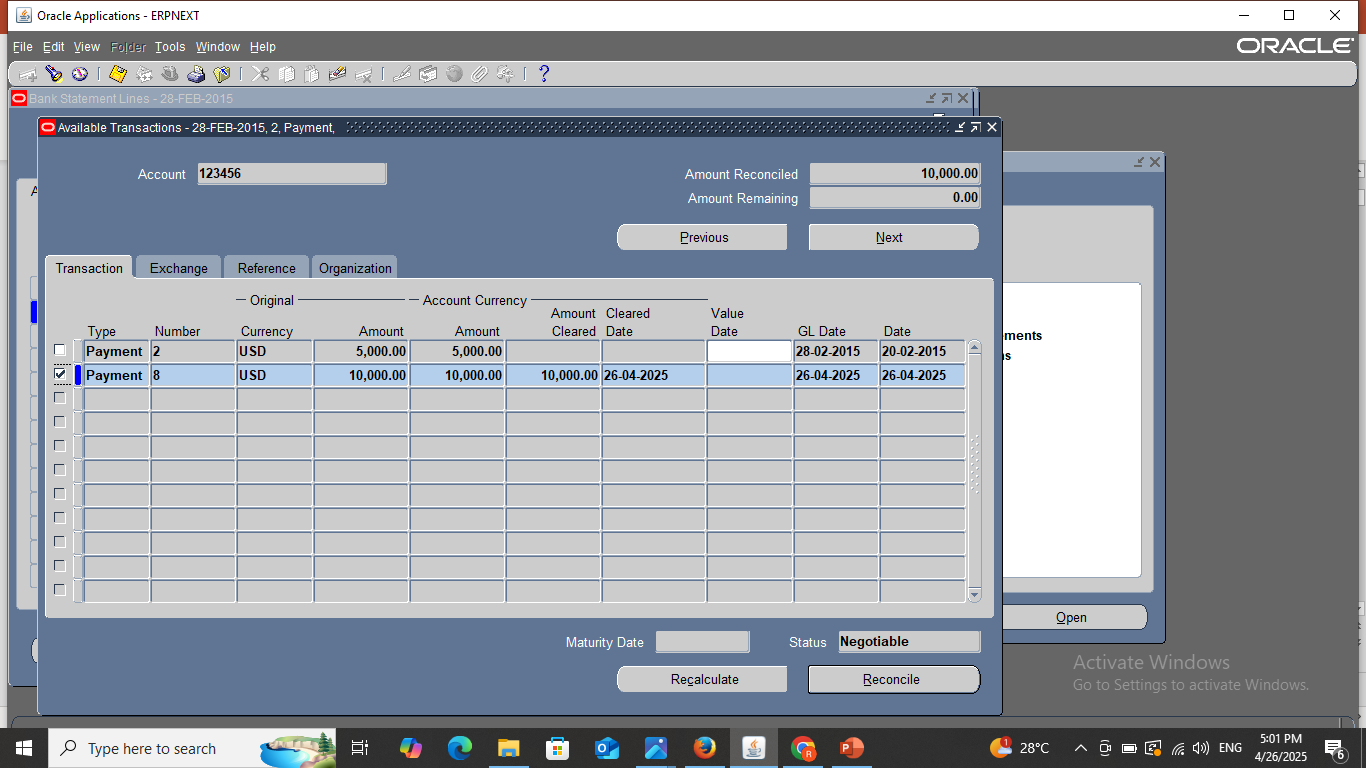 Oracle Applications - ERPNEXT
File Edit View Folder Tools Window Help
ORACLE
Bank Statement Lines - 28-FEB-2015
Available Transactions - 28-FEB-2015, 2, Payment,
Account 123456
Amount Reconciled 10,000.00
Amount Remaining 0.00
Previous Next
Transaction Exchange Reference Organization
Original Account Currency
Amount Cleared Value
Type Number Currency Amount Amount Cleared Date Date GL Date Date
Payment 2 USD 5,000.00 5,000.00 28-02-2015 20-02-2015
Payment 8 USD 10,000.00 10,000.00 10,000.00 26-04-2025 26-04-2025 26-04-2025
Maturity Date Status Negotiable
Recalculate Reconcile
Open
Activate Windows
Go to Settings to activate Windows.
Type here to search
28°C ENG 5:01 PM
4/26/2025
6